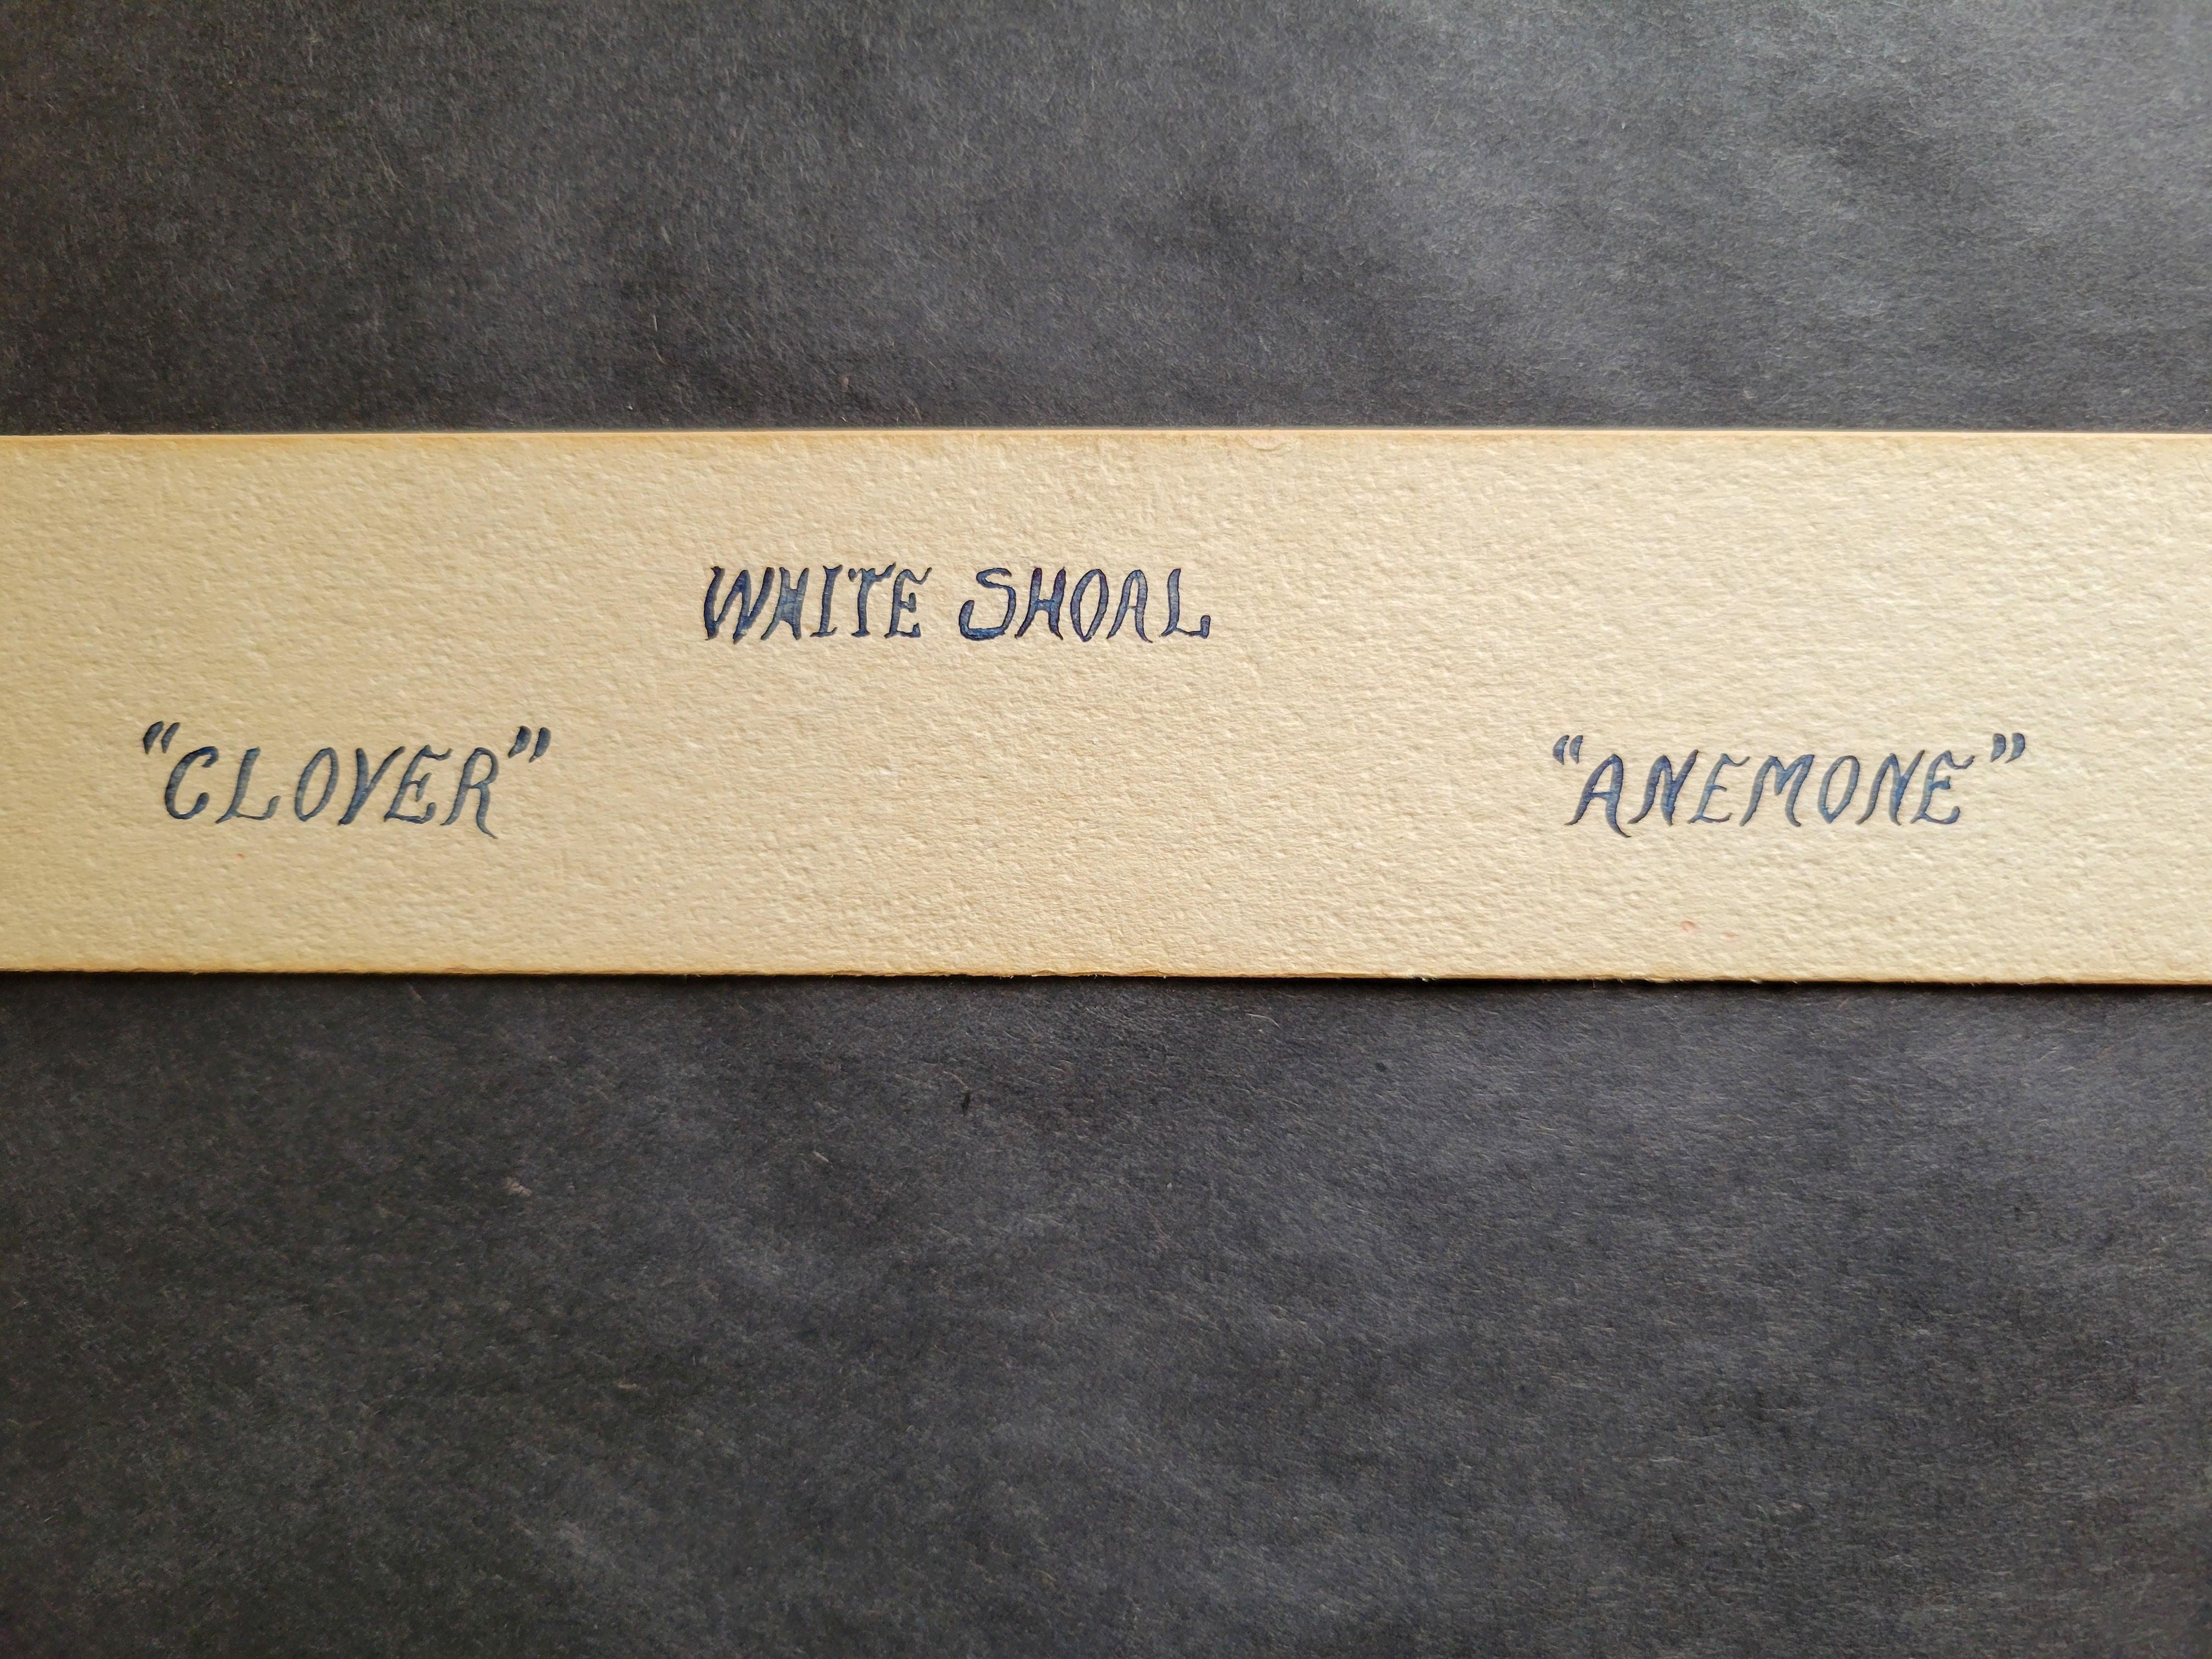 WHITE SHOAL
“CLOVER” “ANEMONE”